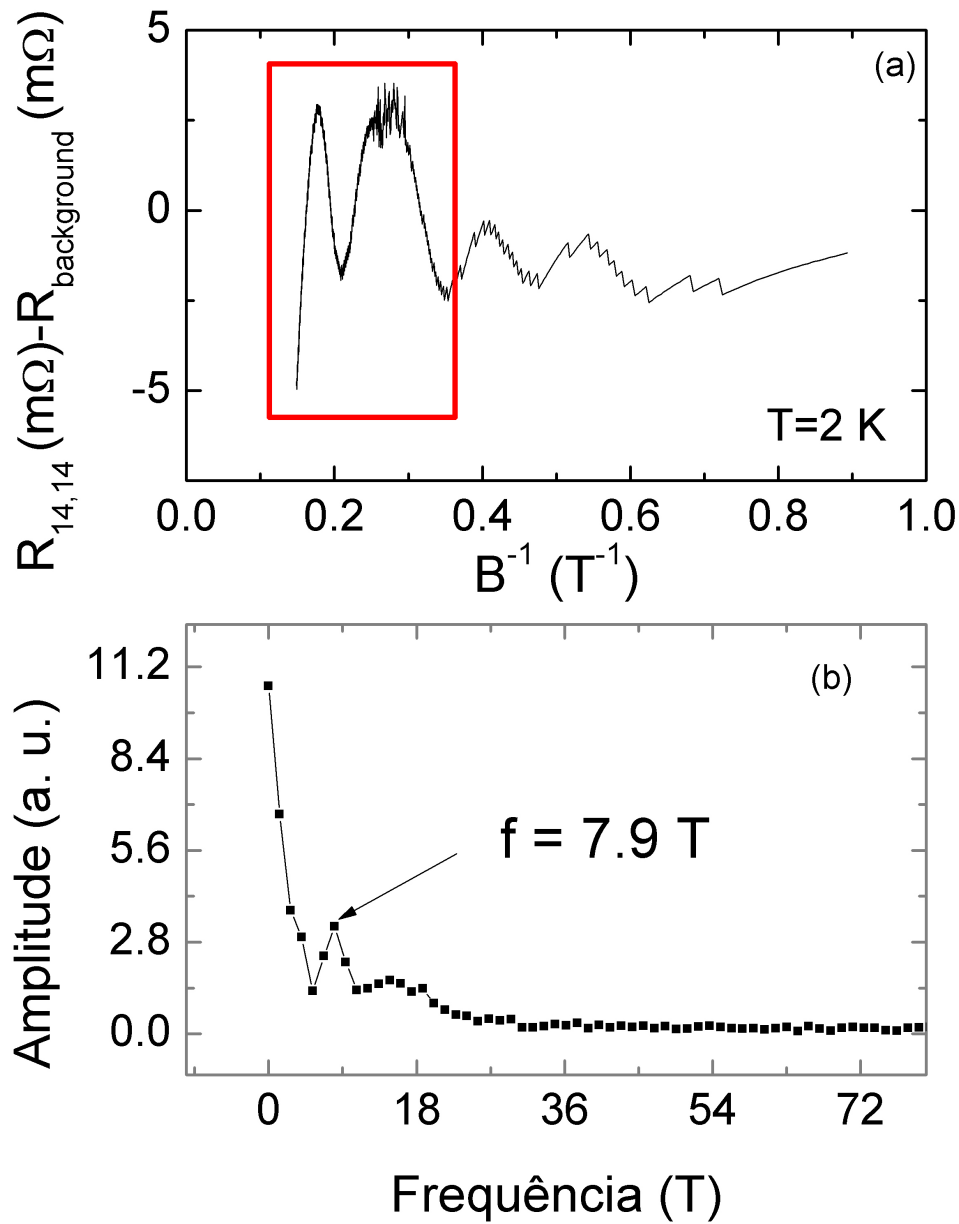 (a)
R14,14 (mΩ)-Rbackground (mΩ)
5
0
-5
T=2 K
0.0 0.2 0.4 0.6 0.8 1.0
B-1 (T-1)
(b)
Amplitude (a. u.)
11.2
8.4
5.6
2.8
0.0
f = 7.9 T
0 18 36 54 72
Frequência (T)